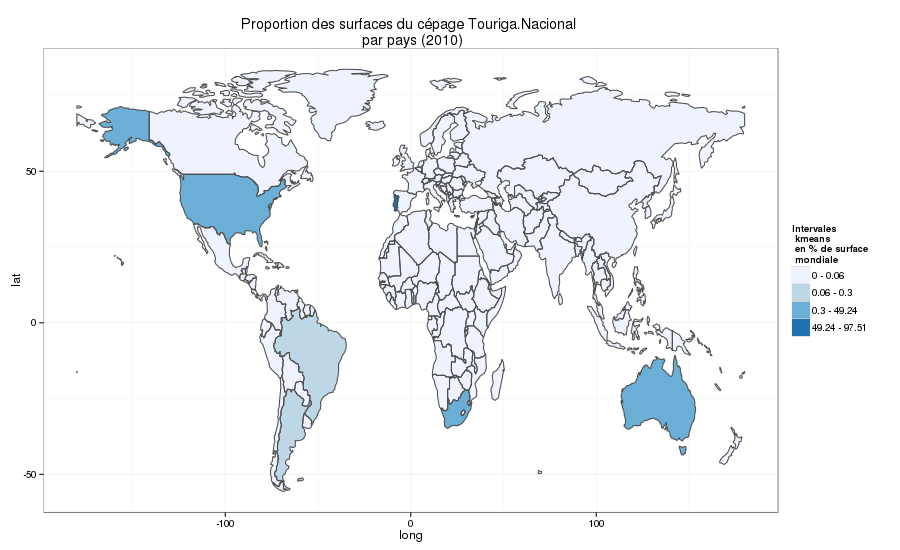 Proportion des surfaces du cépage Touriga.Nacional
par pays (2010)
50
0
-50
lat
-100
0
100
long
Intervales
kmeans
en % de surface
mondiale
0 - 0.06
0.06 - 0.3
0.3 - 49.24
49.24 - 97.51